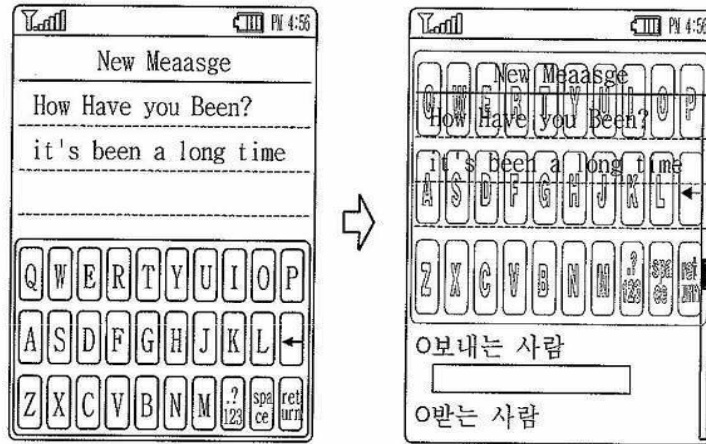 PM 4:56
New Meaasge
How Have you Been?
it's been a long time
Q W E R T Y U I O P
A S D F G H J K L ←
Z X C V B N M .?123 space return
PM 4:56
New Meaasge
Q W E R T Y U I O P
How Have you Been?
it's been a long time
A S D F G H J K L ←
Z X C V B N M .?123 space return
O보내는 사람
O받는 사람